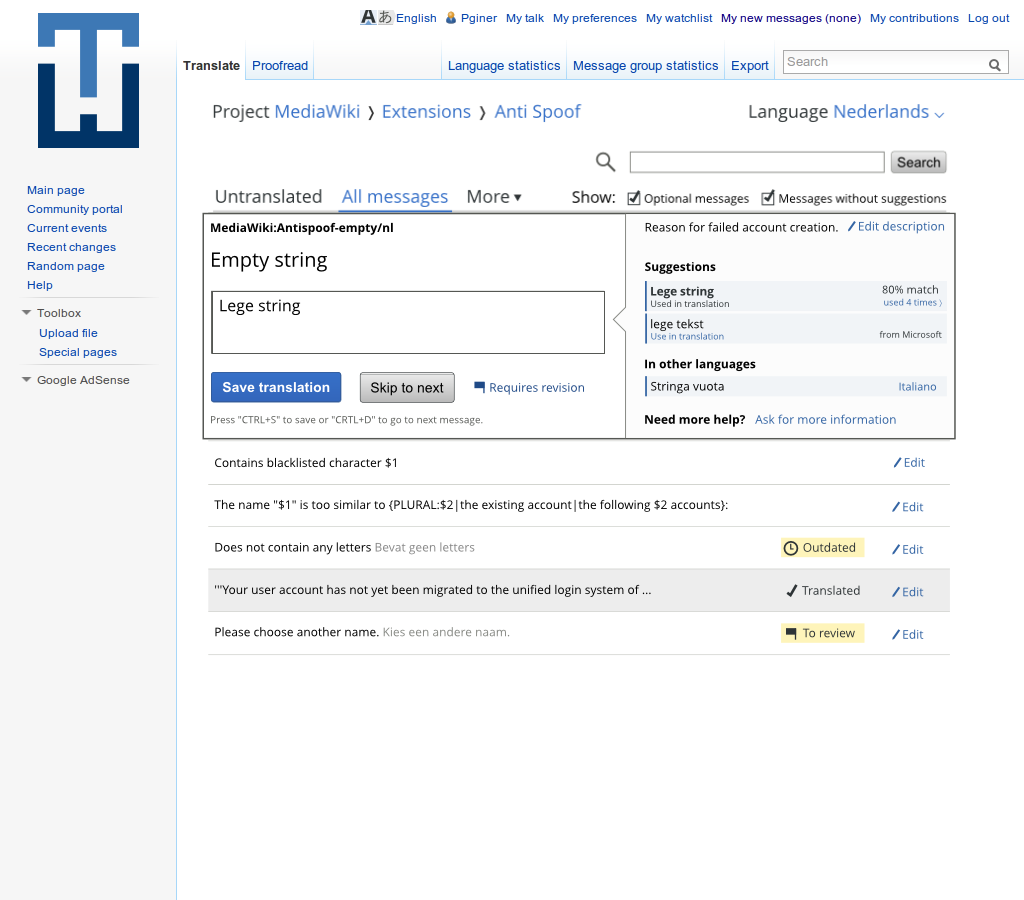 Aあ English Pginer My talk My preferences My watchlist My new messages (none) My contributions Log out
Translate Proofread Language statistics Message group statistics Export Search
Project MediaWiki ❭ Extensions ❭ Anti Spoof Language Nederlands
Search
Untranslated All messages More ▾ Show: Optional messages Messages without suggestions
Main page
Community portal
Current events
Recent changes
Random page
Help
Toolbox
Upload file
Special pages
Google AdSense
MediaWiki:Antispoof-empty/nl
Empty string
Lege string
Save translation Skip to next Requires revision
Press "CTRL+S" to save or "CRTL+D" to go to next message.
Reason for failed account creation. Edit description
Suggestions
Lege string 80% match
Used in translation used 4 times ⟩
lege tekst
Use in translation from Microsoft
In other languages
Stringa vuota Italiano
Need more help? Ask for more information
Contains blacklisted character $1 Edit
The name "$1" is too similar to {PLURAL:$2|the existing account|the following $2 accounts}: Edit
Does not contain any letters Bevat geen letters Outdated Edit
'''Your user account has not yet been migrated to the unified login system of ... Translated Edit
Please choose another name. Kies een andere naam. To review Edit